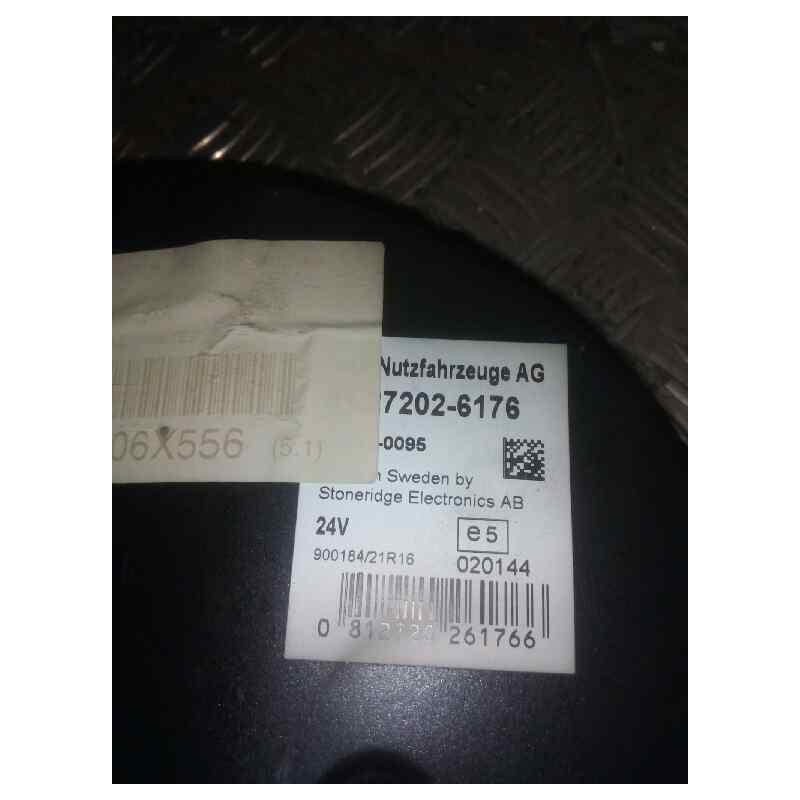 06X556 (5.1)
Nutzfahrzeuge AG
7202-6176
-0095
Sweden by
Stoneridge Electronics AB
24V
e5
900184/21R16
020144
0 261766